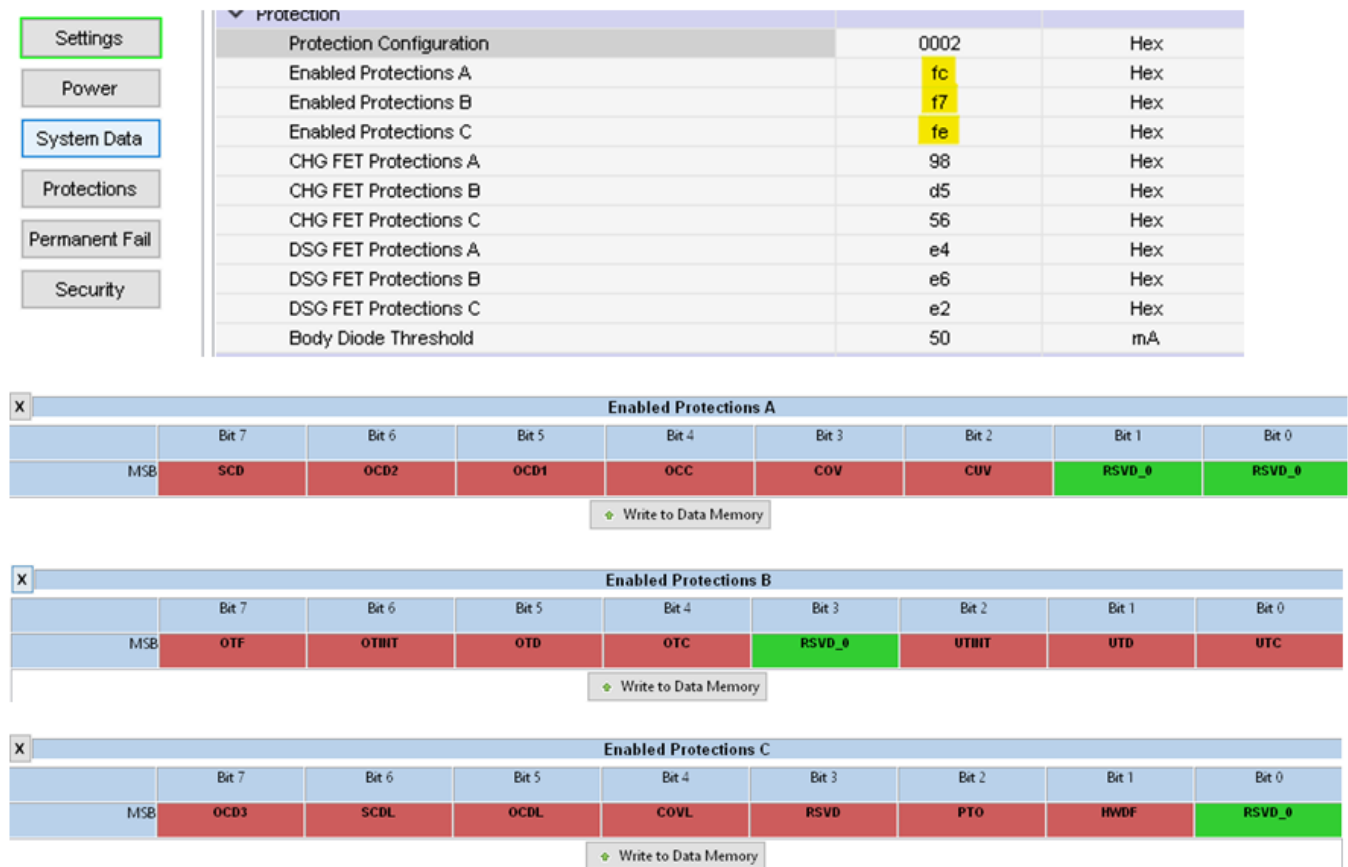 Protection
Settings
Power
System Data
Protections
Permanent Fail
Security
Protection Configuration 0002 Hex
Enabled Protections A fc Hex
Enabled Protections B f7 Hex
Enabled Protections C fe Hex
CHG FET Protections A 98 Hex
CHG FET Protections B d5 Hex
CHG FET Protections C 56 Hex
DSG FET Protections A e4 Hex
DSG FET Protections B e6 Hex
DSG FET Protections C e2 Hex
Body Diode Threshold 50 mA
X Enabled Protections A
Bit 7 Bit 6 Bit 5 Bit 4 Bit 3 Bit 2 Bit 1 Bit 0
MSB SCD OCD2 OCD1 OCC COV CUV RSVD_0 RSVD_0
Write to Data Memory
X Enabled Protections B
Bit 7 Bit 6 Bit 5 Bit 4 Bit 3 Bit 2 Bit 1 Bit 0
MSB OTF OTINT OTD OTC RSVD_0 UTINT UTD UTC
Write to Data Memory
X Enabled Protections C
Bit 7 Bit 6 Bit 5 Bit 4 Bit 3 Bit 2 Bit 1 Bit 0
MSB OCD3 SCDL OCDL COVL RSVD PTO HWDF RSVD_0
Write to Data Memory